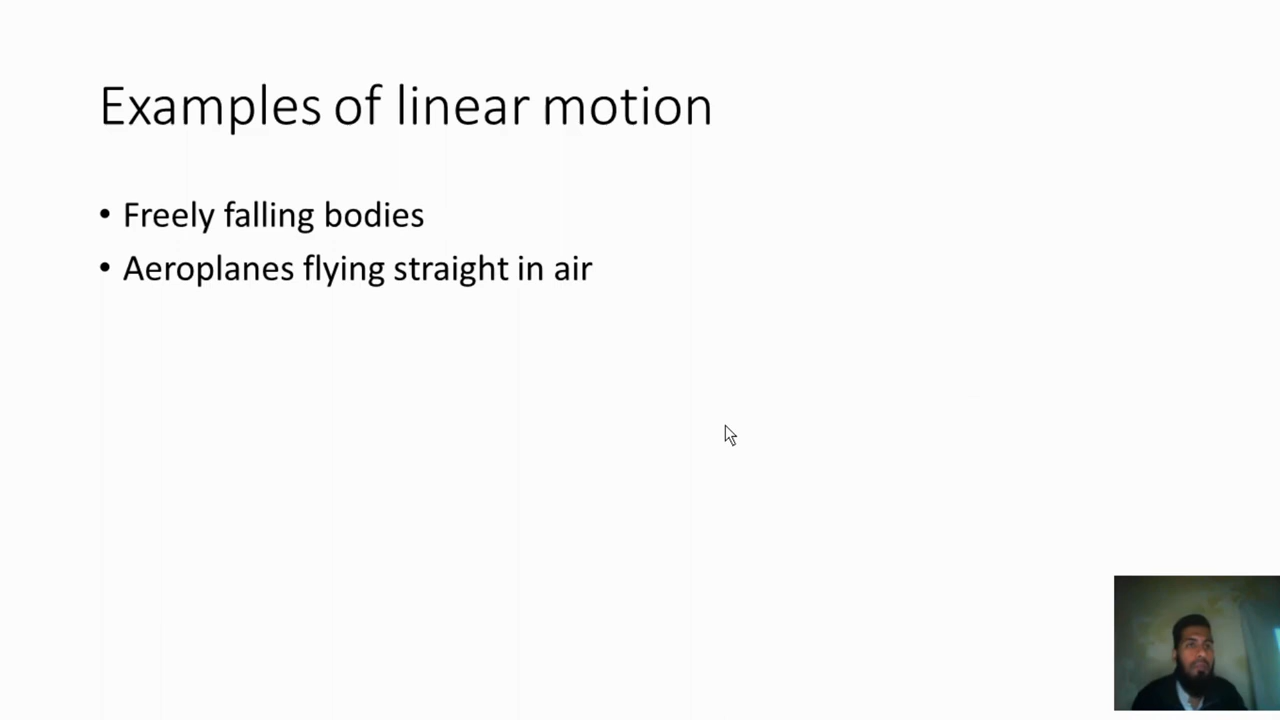 Examples of linear motion
• Freely falling bodies
• Aeroplanes flying straight in air